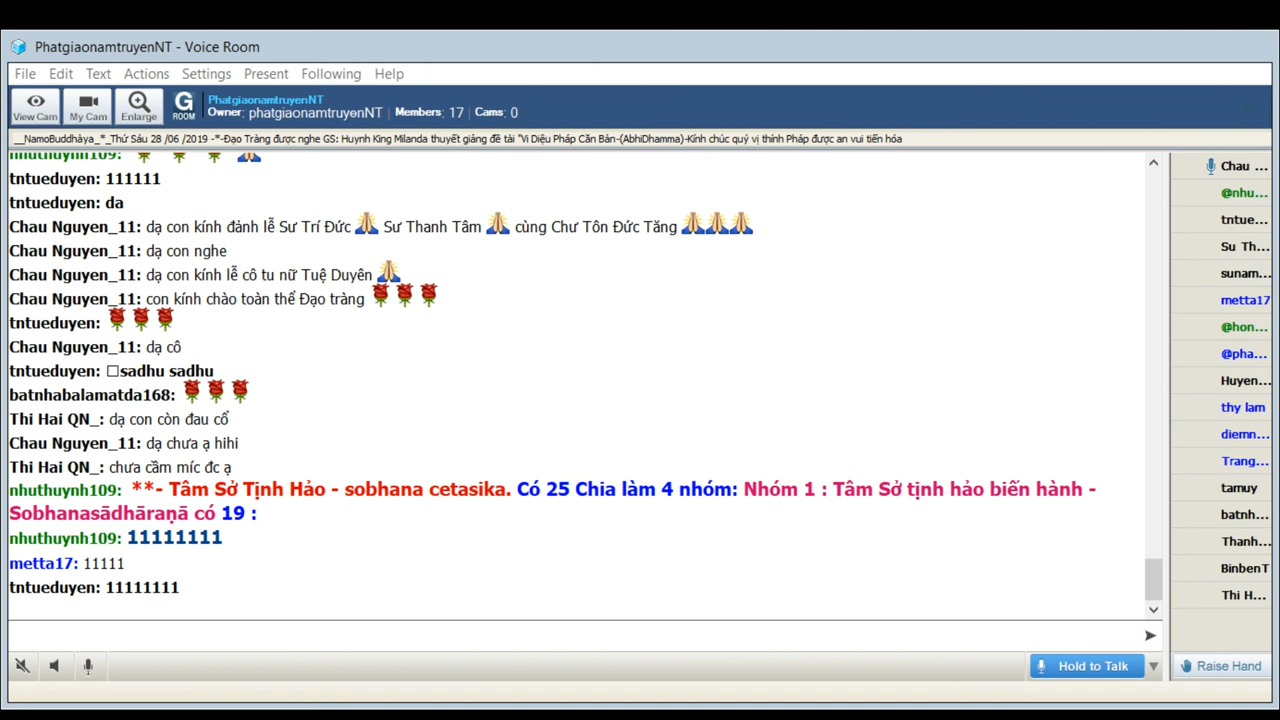 PhatgiaonamtruyenNT - Voice Room
File Edit Text Actions Settings Present Following Help
View Cam My Cam Enlarge G ROOM PhatgiaonamtruyenNT
Owner: phatgiaonamtruyenNT Members: 17 Cams: 0
__NamoBuddhàya_*_Thứ Sáu 28 /06 /2019 -*-Đạo Tràng được nghe GS: Huynh King Milanda thuyết giảng đề tài "Vi Diệu Pháp Căn Bản-(AbhiDhamma)-Kính chúc quý vị thính Pháp được an vui tiến hóa
nhuthuynh109:
tntueduyen: 111111
tntueduyen: da
Chau Nguyen_11: dạ con kính đảnh lễ Sư Trí Đức Sư Thanh Tâm cùng Chư Tôn Đức Tăng
Chau Nguyen_11: dạ con nghe
Chau Nguyen_11: dạ con kính lễ cô tu nữ Tuệ Duyên
Chau Nguyen_11: con kính chào toàn thể Đạo tràng
tntueduyen:
Chau Nguyen_11: dạ cô
tntueduyen: □sadhu sadhu
batnhabalamatda168:
Thi Hai QN_: dạ con còn đau cổ
Chau Nguyen_11: dạ chưa ạ hihi
Thi Hai QN_: chưa cầm míc đc ạ
nhuthuynh109: **- Tâm Sở Tịnh Hảo - sobhana cetasika. Có 25 Chia làm 4 nhóm: Nhóm 1 : Tâm Sở tịnh hảo biến hành -
Sobhanasādhāraṇā có 19 :
nhuthuynh109: 11111111
metta17: 11111
tntueduyen: 11111111
Chau ...
@nhu...
tntue...
Su Th...
sunam...
metta17
@hon...
@pha...
Huyen...
thy lam
diemn...
Trang...
tamuy
batnh...
Thanh...
BinbenT
Thi H...
Hold to Talk Raise Hand